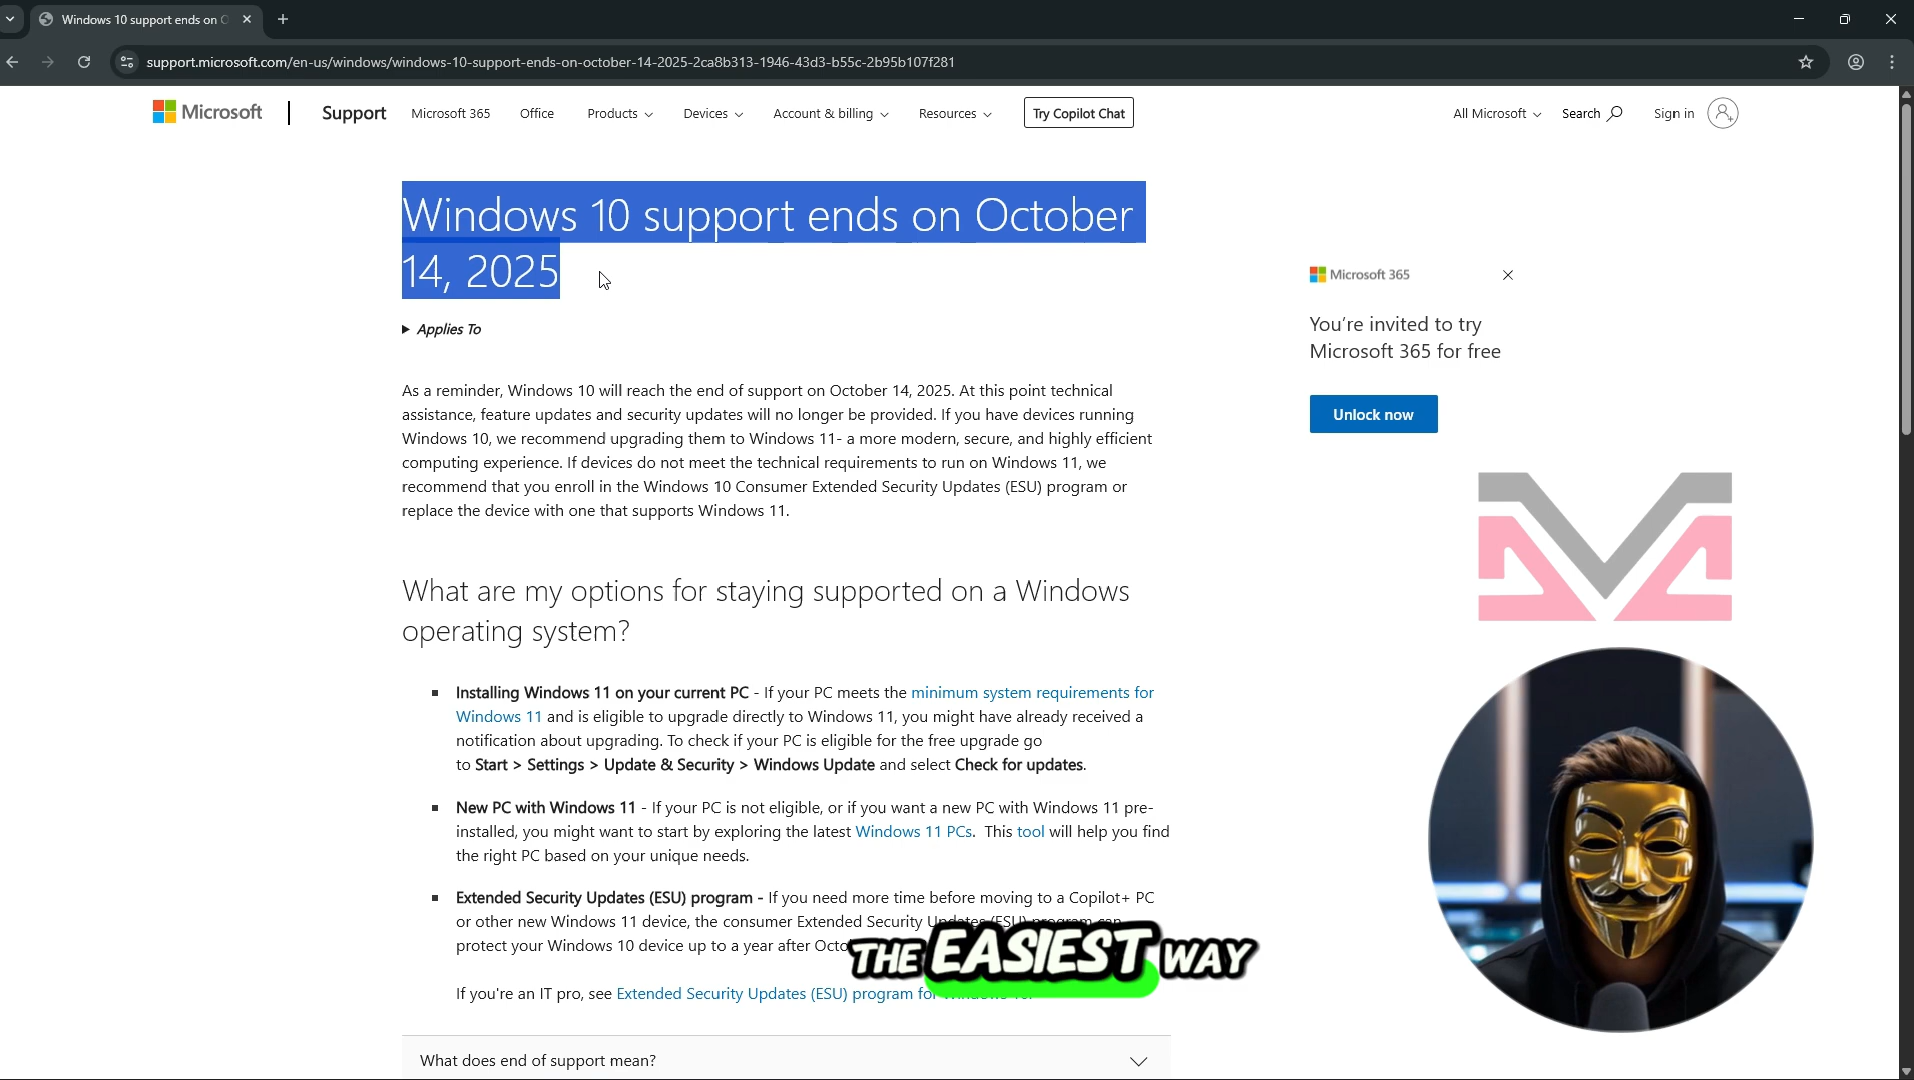 Windows 10 support ends on O
support.microsoft.com/en-us/windows/windows-10-support-ends-on-october-14-2025-2ca8b313-1946-43d3-b55c-2b95b107f281
Microsoft
Support
Microsoft 365
Office
Products
Devices
Account & billing
Resources
Try Copilot Chat
All Microsoft
Search
Sign in
Windows 10 support ends on October
14, 2025
Applies To
As a reminder, Windows 10 will reach the end of support on October 14, 2025. At this point technical
assistance, feature updates and security updates will no longer be provided. If you have devices running
Windows 10, we recommend upgrading them to Windows 11- a more modern, secure, and highly efficient
computing experience. If devices do not meet the technical requirements to run on Windows 11, we
recommend that you enroll in the Windows 10 Consumer Extended Security Updates (ESU) program or
replace the device with one that supports Windows 11.
Microsoft 365
You're invited to try
Microsoft 365 for free
Unlock now
What are my options for staying supported on a Windows
operating system?
Installing Windows 11 on your current PC - If your PC meets the minimum system requirements for
Windows 11 and is eligible to upgrade directly to Windows 11, you might have already received a
notification about upgrading. To check if your PC is eligible for the free upgrade go
to Start > Settings > Update & Security > Windows Update and select Check for updates.
New PC with Windows 11 - If your PC is not eligible, or if you want a new PC with Windows 11 pre-
installed, you might want to start by exploring the latest Windows 11 PCs. This tool will help you find
the right PC based on your unique needs.
Extended Security Updates (ESU) program - If you need more time before moving to a Copilot+ PC
or other new Windows 11 device, the consumer Extended Security Updates (ESU) program can
protect your Windows 10 device up to a year after Octo
THE EASIEST WAY
If you're an IT pro, see Extended Security Updates (ESU) program for Windows 10.
What does end of support mean?